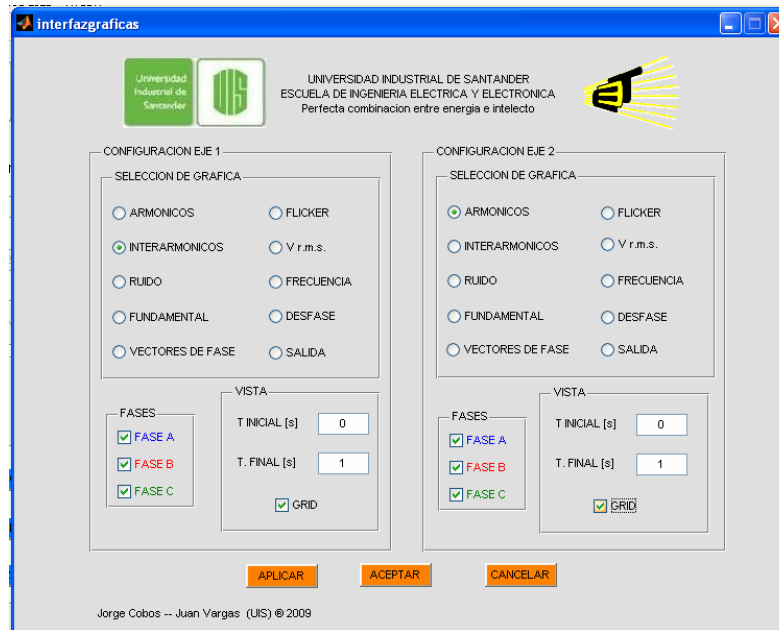 interfazgraficas
Universidad
Industrial de
Santander
UIS
UNIVERSIDAD INDUSTRIAL DE SANTANDER
ESCUELA DE INGENIERIA ELECTRICA Y ELECTRONICA
Perfecta combinacion entre energia e intelecto
CONFIGURACION EJE 1
SELECCION DE GRAFICA
ARMONICOS
FLICKER
INTERARMONICOS
V r.m.s.
RUIDO
FRECUENCIA
FUNDAMENTAL
DESFASE
VECTORES DE FASE
SALIDA
FASES
FASE A
FASE B
FASE C
VISTA
T INICIAL [s]
0
T. FINAL [s]
1
GRID
CONFIGURACION EJE 2
SELECCION DE GRAFICA
ARMONICOS
FLICKER
INTERARMONICOS
V r.m.s.
RUIDO
FRECUENCIA
FUNDAMENTAL
DESFASE
VECTORES DE FASE
SALIDA
FASES
FASE A
FASE B
FASE C
VISTA
T INICIAL [s]
0
T. FINAL [s]
1
GRID
APLICAR
ACEPTAR
CANCELAR
Jorge Cobos -- Juan Vargas (UIS) ® 2009